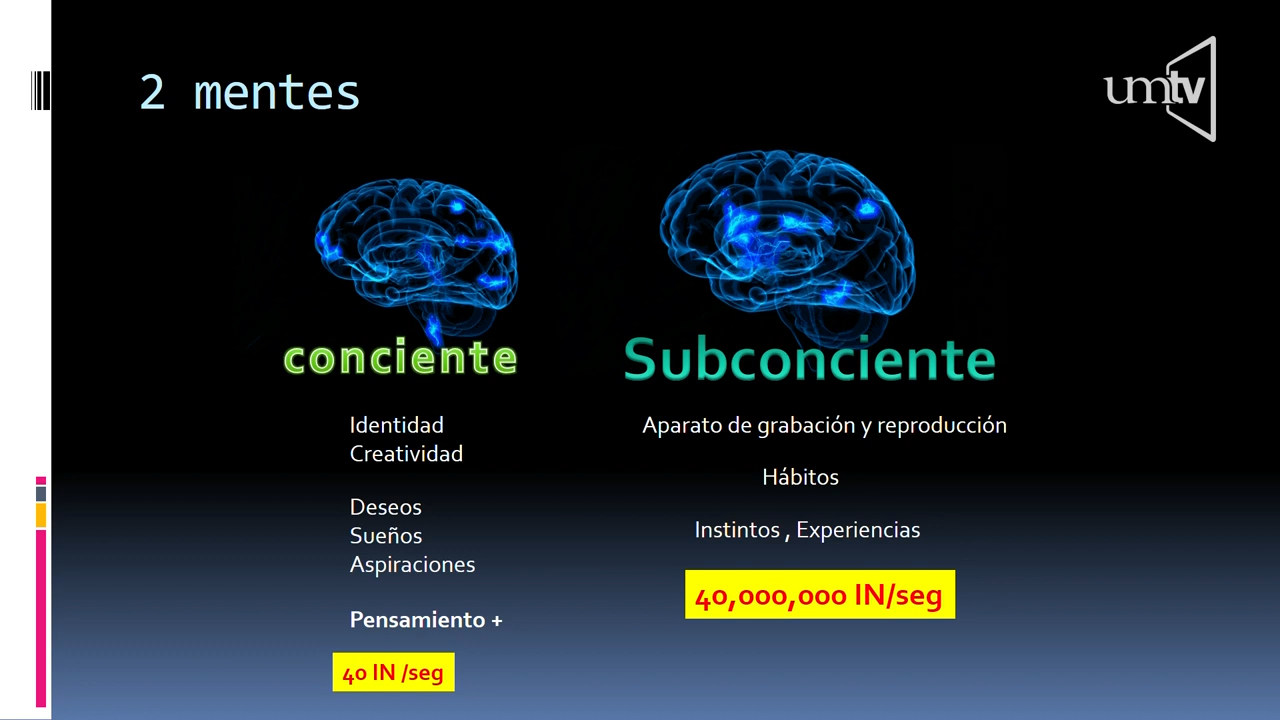 2 mentes
umtv
conciente
Identidad
Creatividad
Deseos
Sueños
Aspiraciones
Pensamiento +
40 IN /seg
Subconciente
Aparato de grabación y reproducción
Hábitos
Instintos , Experiencias
40,000,000 IN/seg